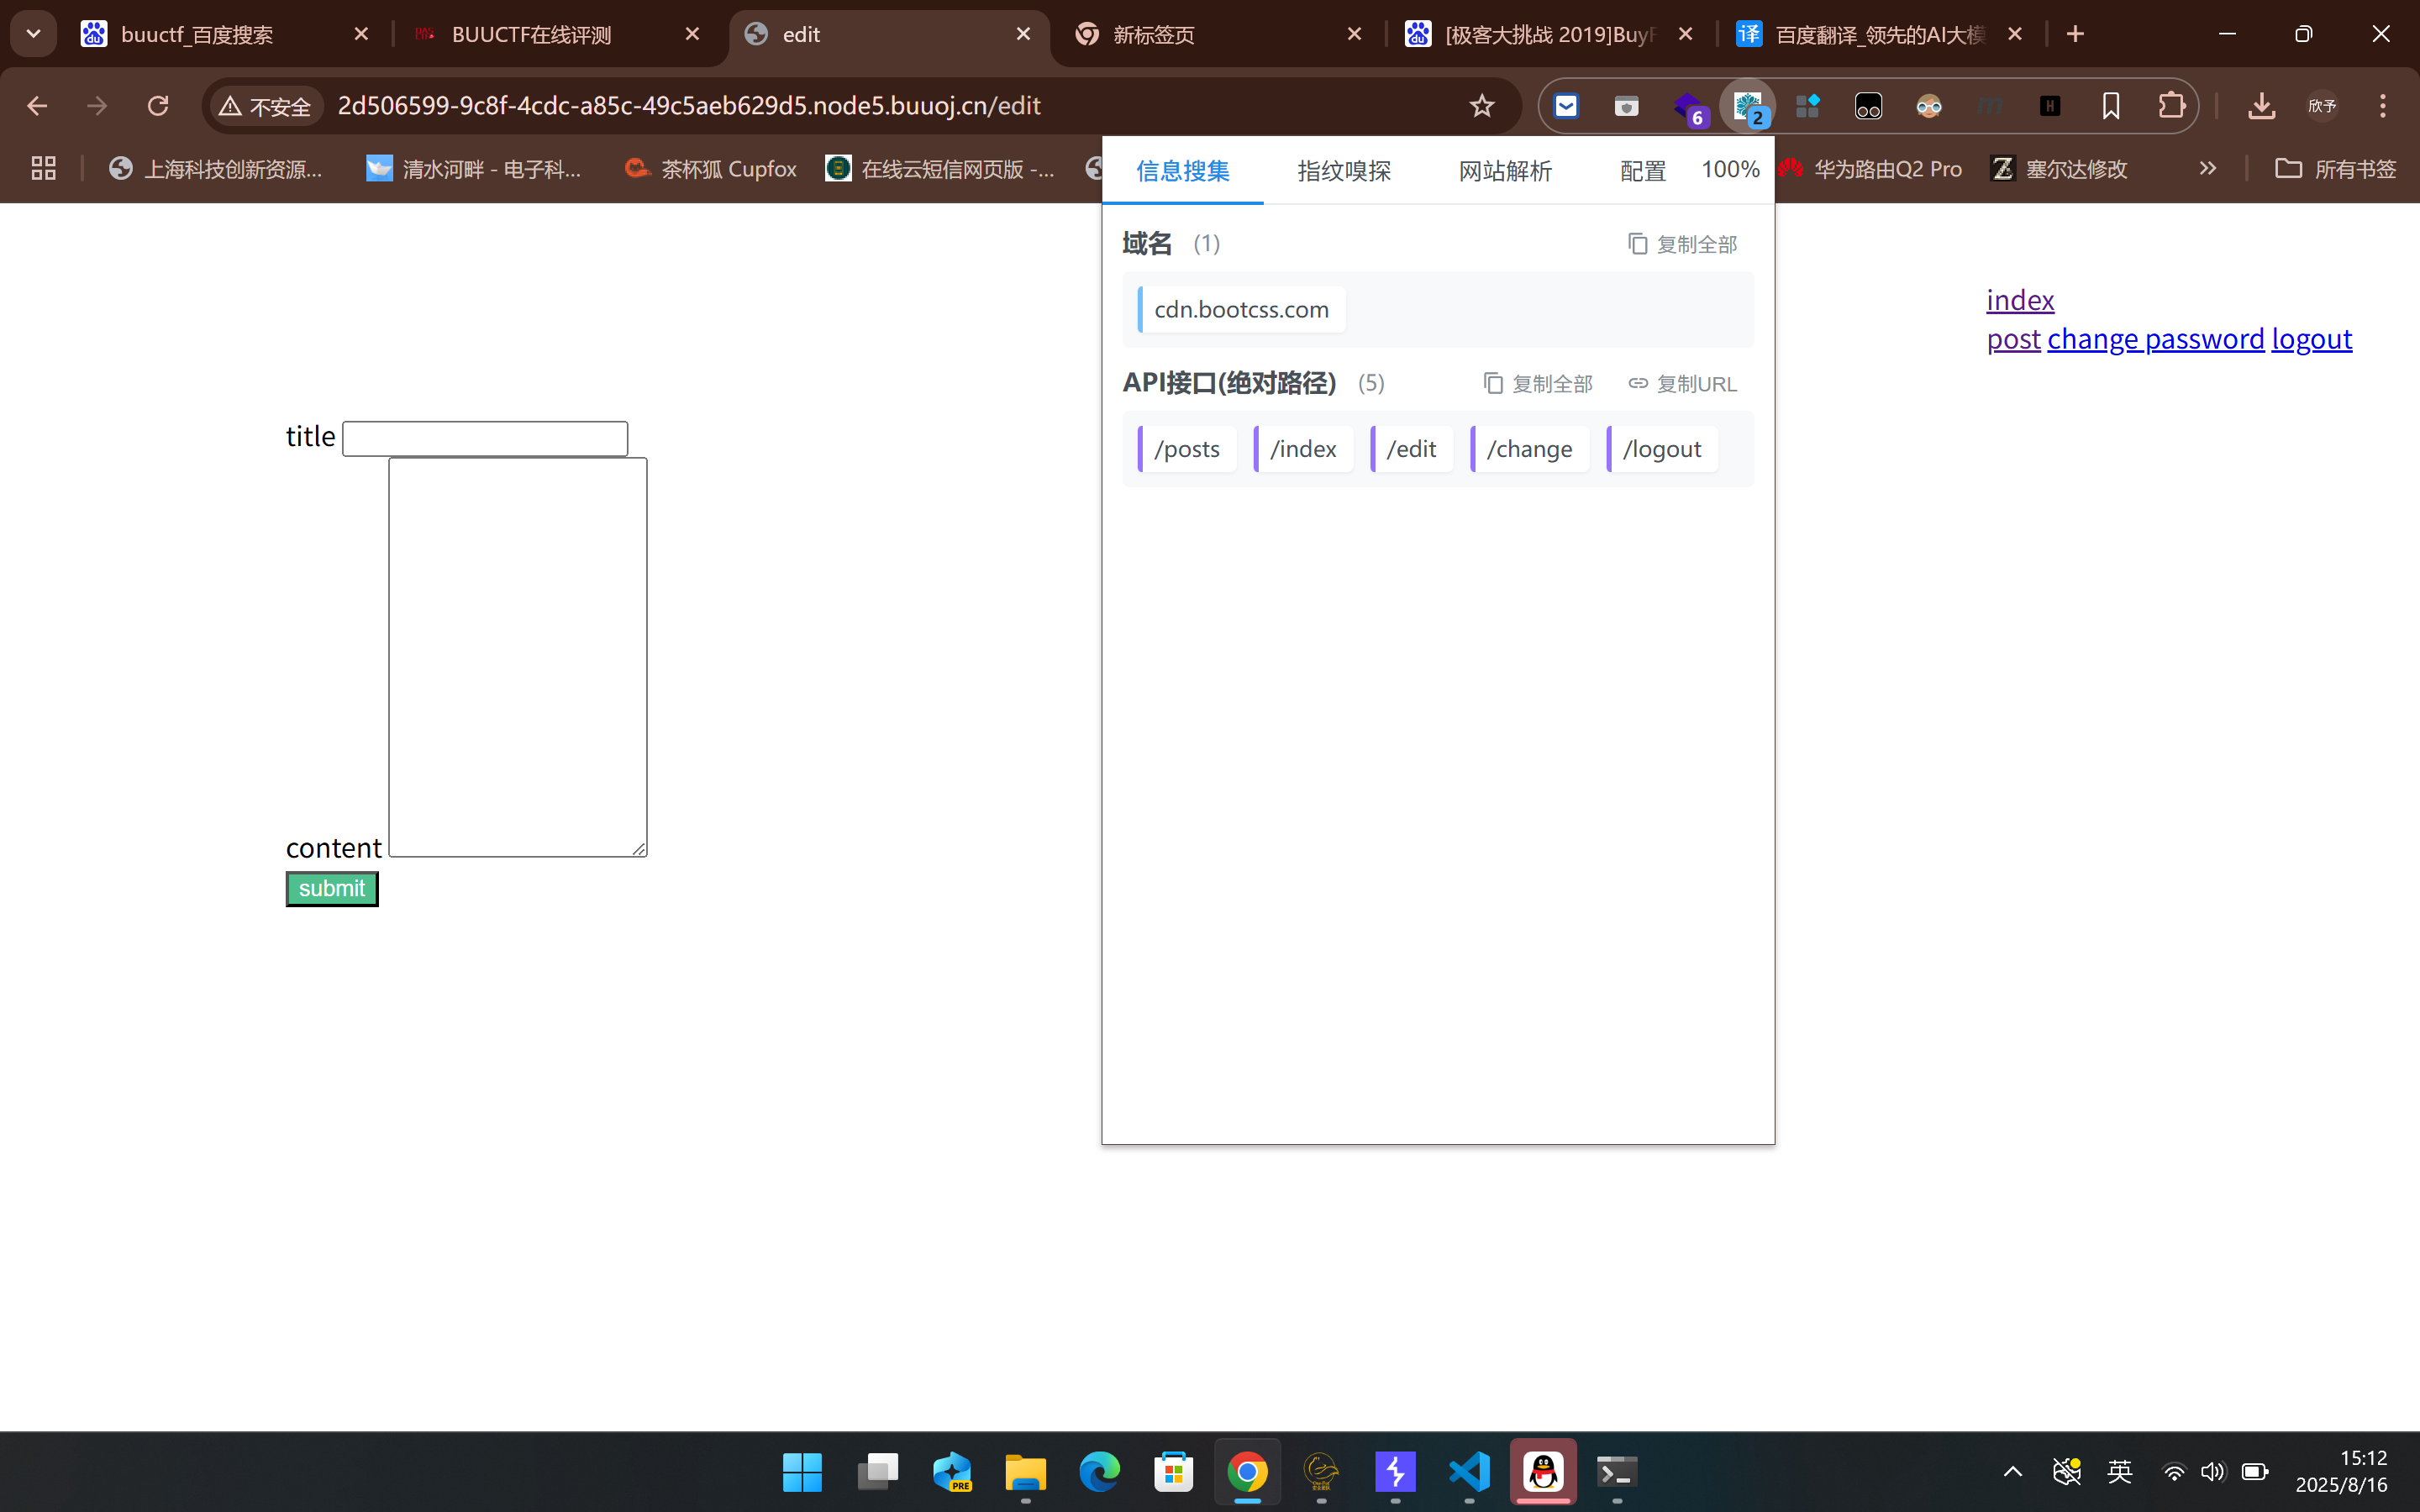 buuctf_百度搜索
BUUCTF在线评测
edit
新标签页
[极客大挑战 2019]BuyF
百度翻译_领先的AI大模
不安全
2d506599-9c8f-4cdc-a85c-49c5aeb629d5.node5.buuoj.cn/edit
6
2
欣予
上海科技创新资源...
清水河畔 - 电子科...
茶杯狐 Cupfox
在线云短信网页版 -...
华为路由Q2 Pro
塞尔达修改
所有书签
信息搜集
指纹嗅探
网站解析
配置
100%
域名 (1)
复制全部
cdn.bootcss.com
API接口(绝对路径) (5)
复制全部
复制URL
/posts
/index
/edit
/change
/logout
index
post change password logout
title
content
submit
PRE
英
15:12
2025/8/16